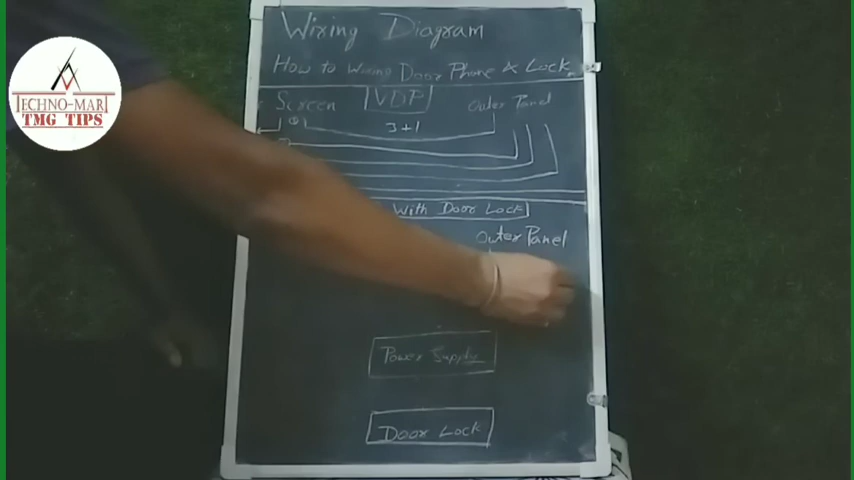 Wiring Diagram
How to Wiring Door Phone & Lock
Screen VDP Outer Panel
3+1
With Door Lock
Outer Panel
Power Supply
Door Lock
TECHNO-MART
TMG TIPS